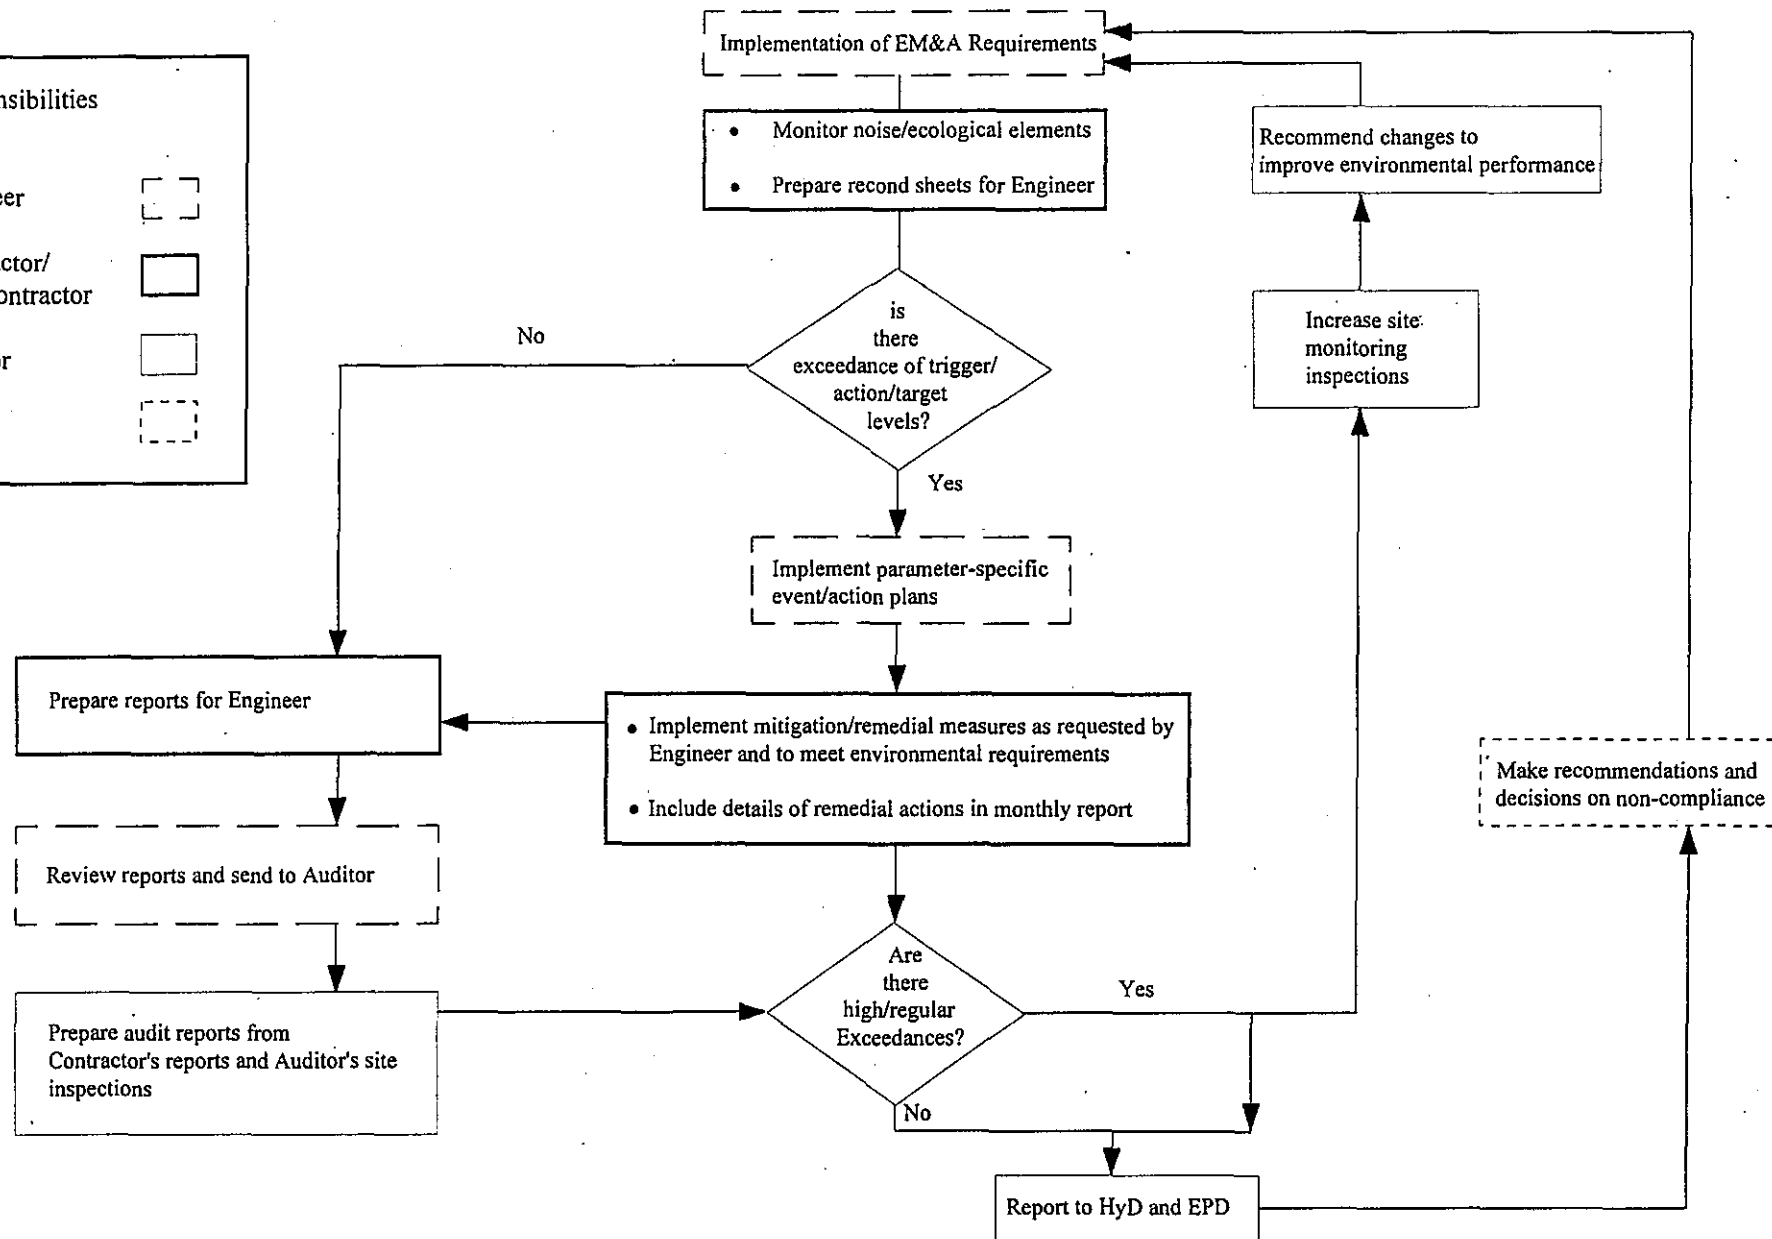 Implementation of EM&A Requirements
nsibilities
eer
ctor/
ontractor
or
• Monitor noise/ecological elements
• Prepare recond sheets for Engineer
Recommend changes to
improve environmental performance
Increase site
monitoring
inspections
is
there
exceedance of trigger/
action/target
levels?
No
Yes
Implement parameter-specific
event/action plans
Prepare reports for Engineer
• Implement mitigation/remedial measures as requested by
Engineer and to meet environmental requirements
• Include details of remedial actions in monthly report
Make recommendations and
decisions on non-compliance
Review reports and send to Auditor
Prepare audit reports from
Contractor's reports and Auditor's site
inspections
Are
there
high/regular
Exceedances?
Yes
No
Report to HyD and EPD